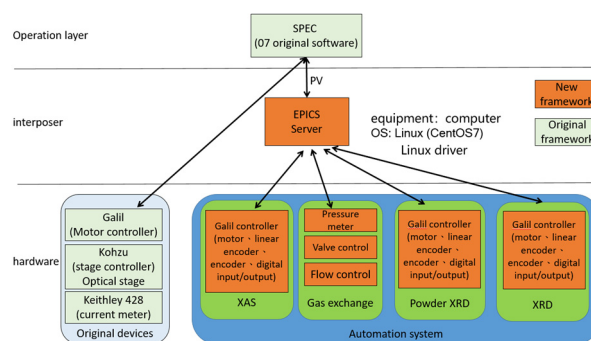 Operation layer
SPEC
(07 original software)
PV
interposer
EPICS
Server
equipment: computer
OS: Linux (CentOS7)
Linux driver
New
framework
Original
framework
hardware
Galil
(Motor controller)
Kohzu
(stage controller)
Optical stage
Keithley 428
(current meter)
Original devices
Galil controller
(motor、linear
encoder、
encoder、digital
input/output)
XAS
Pressure
meter
Valve control
Flow control
Gas exchange
Galil controller
(motor、linear
encoder、
encoder、digital
input/output)
Powder XRD
Galil controller
(motor、linear
encoder、
encoder、digital
input/output)
XRD
Automation system